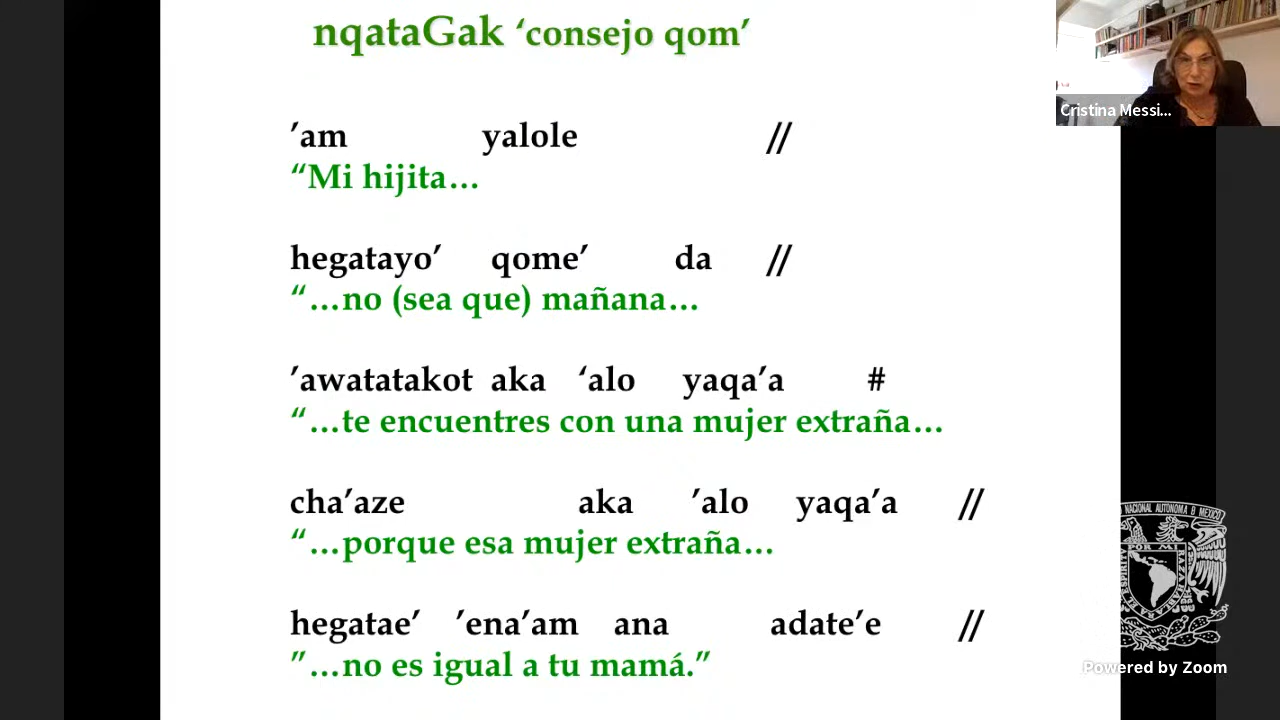 nqataGak ‘consejo qom’
Cristina Messi...
’am yalole //
“Mi hijita…
hegatayo’ qome’ da //
“…no (sea que) mañana…
’awatatakot aka ‘alo yaqa’a #
“…te encuentres con una mujer extraña…
cha’aze aka ’alo yaqa’a //
“…porque esa mujer extraña…
hegatae’ ’ena’am ana adate’e //
”…no es igual a tu mamá.”
Powered by Zoom